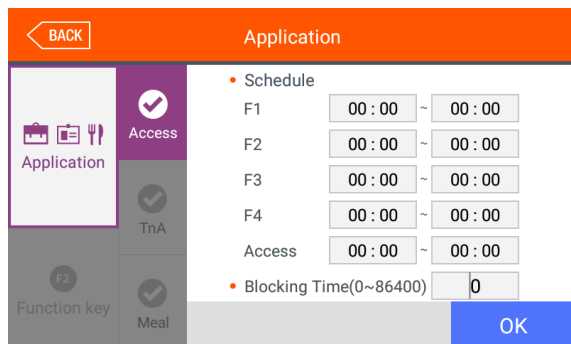 BACK
Application
Application
Access
TnA
F2
Function key
Meal
• Schedule
F1 00 : 00 ~ 00 : 00
F2 00 : 00 ~ 00 : 00
F3 00 : 00 ~ 00 : 00
F4 00 : 00 ~ 00 : 00
Access 00 : 00 ~ 00 : 00
• Blocking Time(0~86400) 0
OK